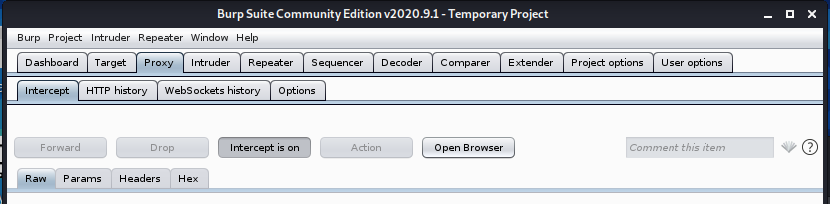 Burp Suite Community Edition v2020.9.1 - Temporary Project
Burp Project Intruder Repeater Window Help
Dashboard Target Proxy Intruder Repeater Sequencer Decoder Comparer Extender Project options User options
Intercept HTTP history WebSockets history Options
Forward Drop Intercept is on Action Open Browser Comment this item ?
Raw Params Headers Hex